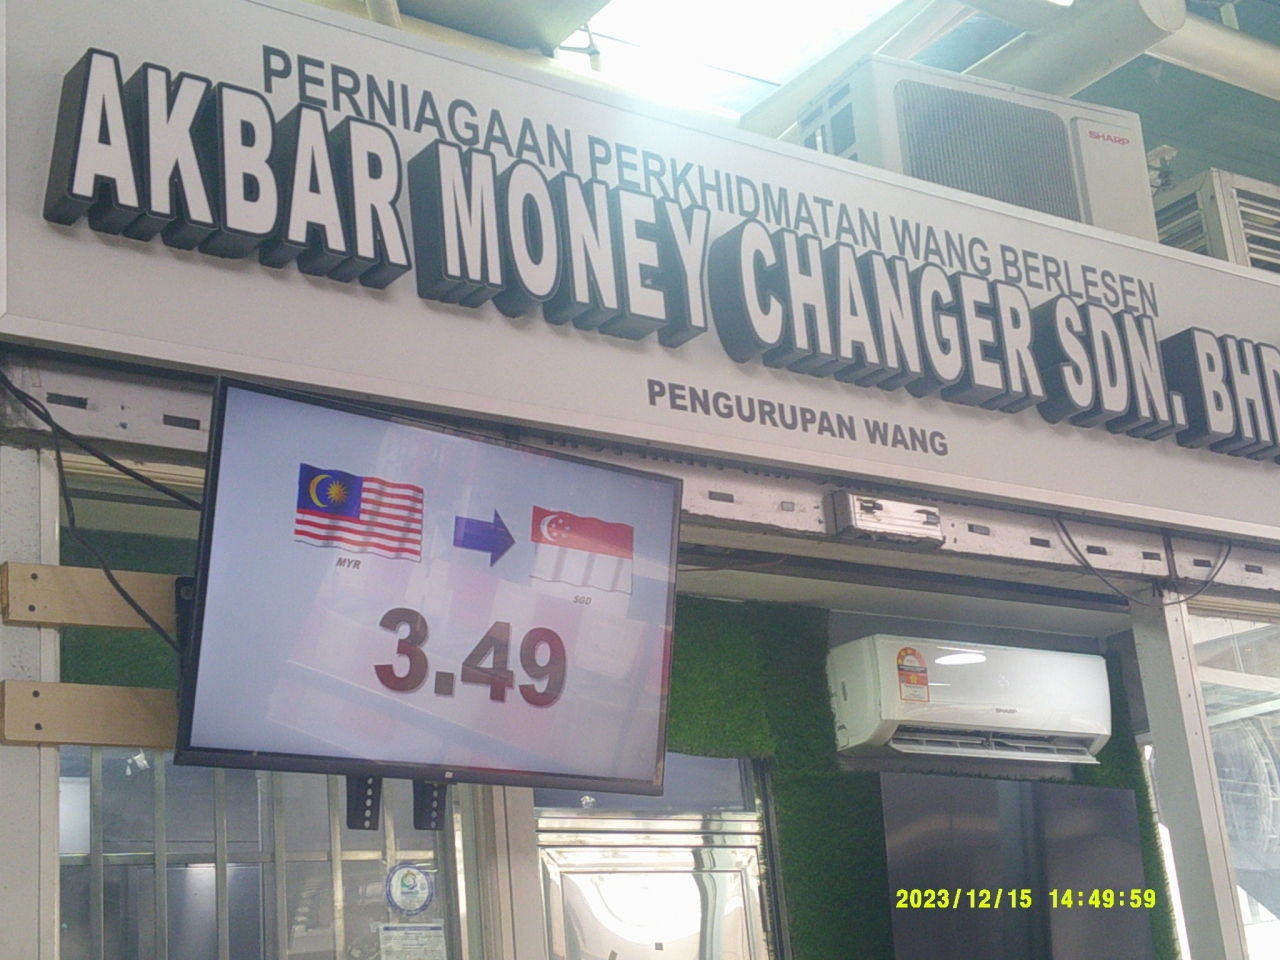 PERNIAGAAN PERKHIDMATAN WANG BERLESEN
AKBAR MONEY CHANGER SDN. BHD
PENGURUPAN WANG
SHARP
MYR
SGD
3.49
SHARP
2023/12/15 14:49:59